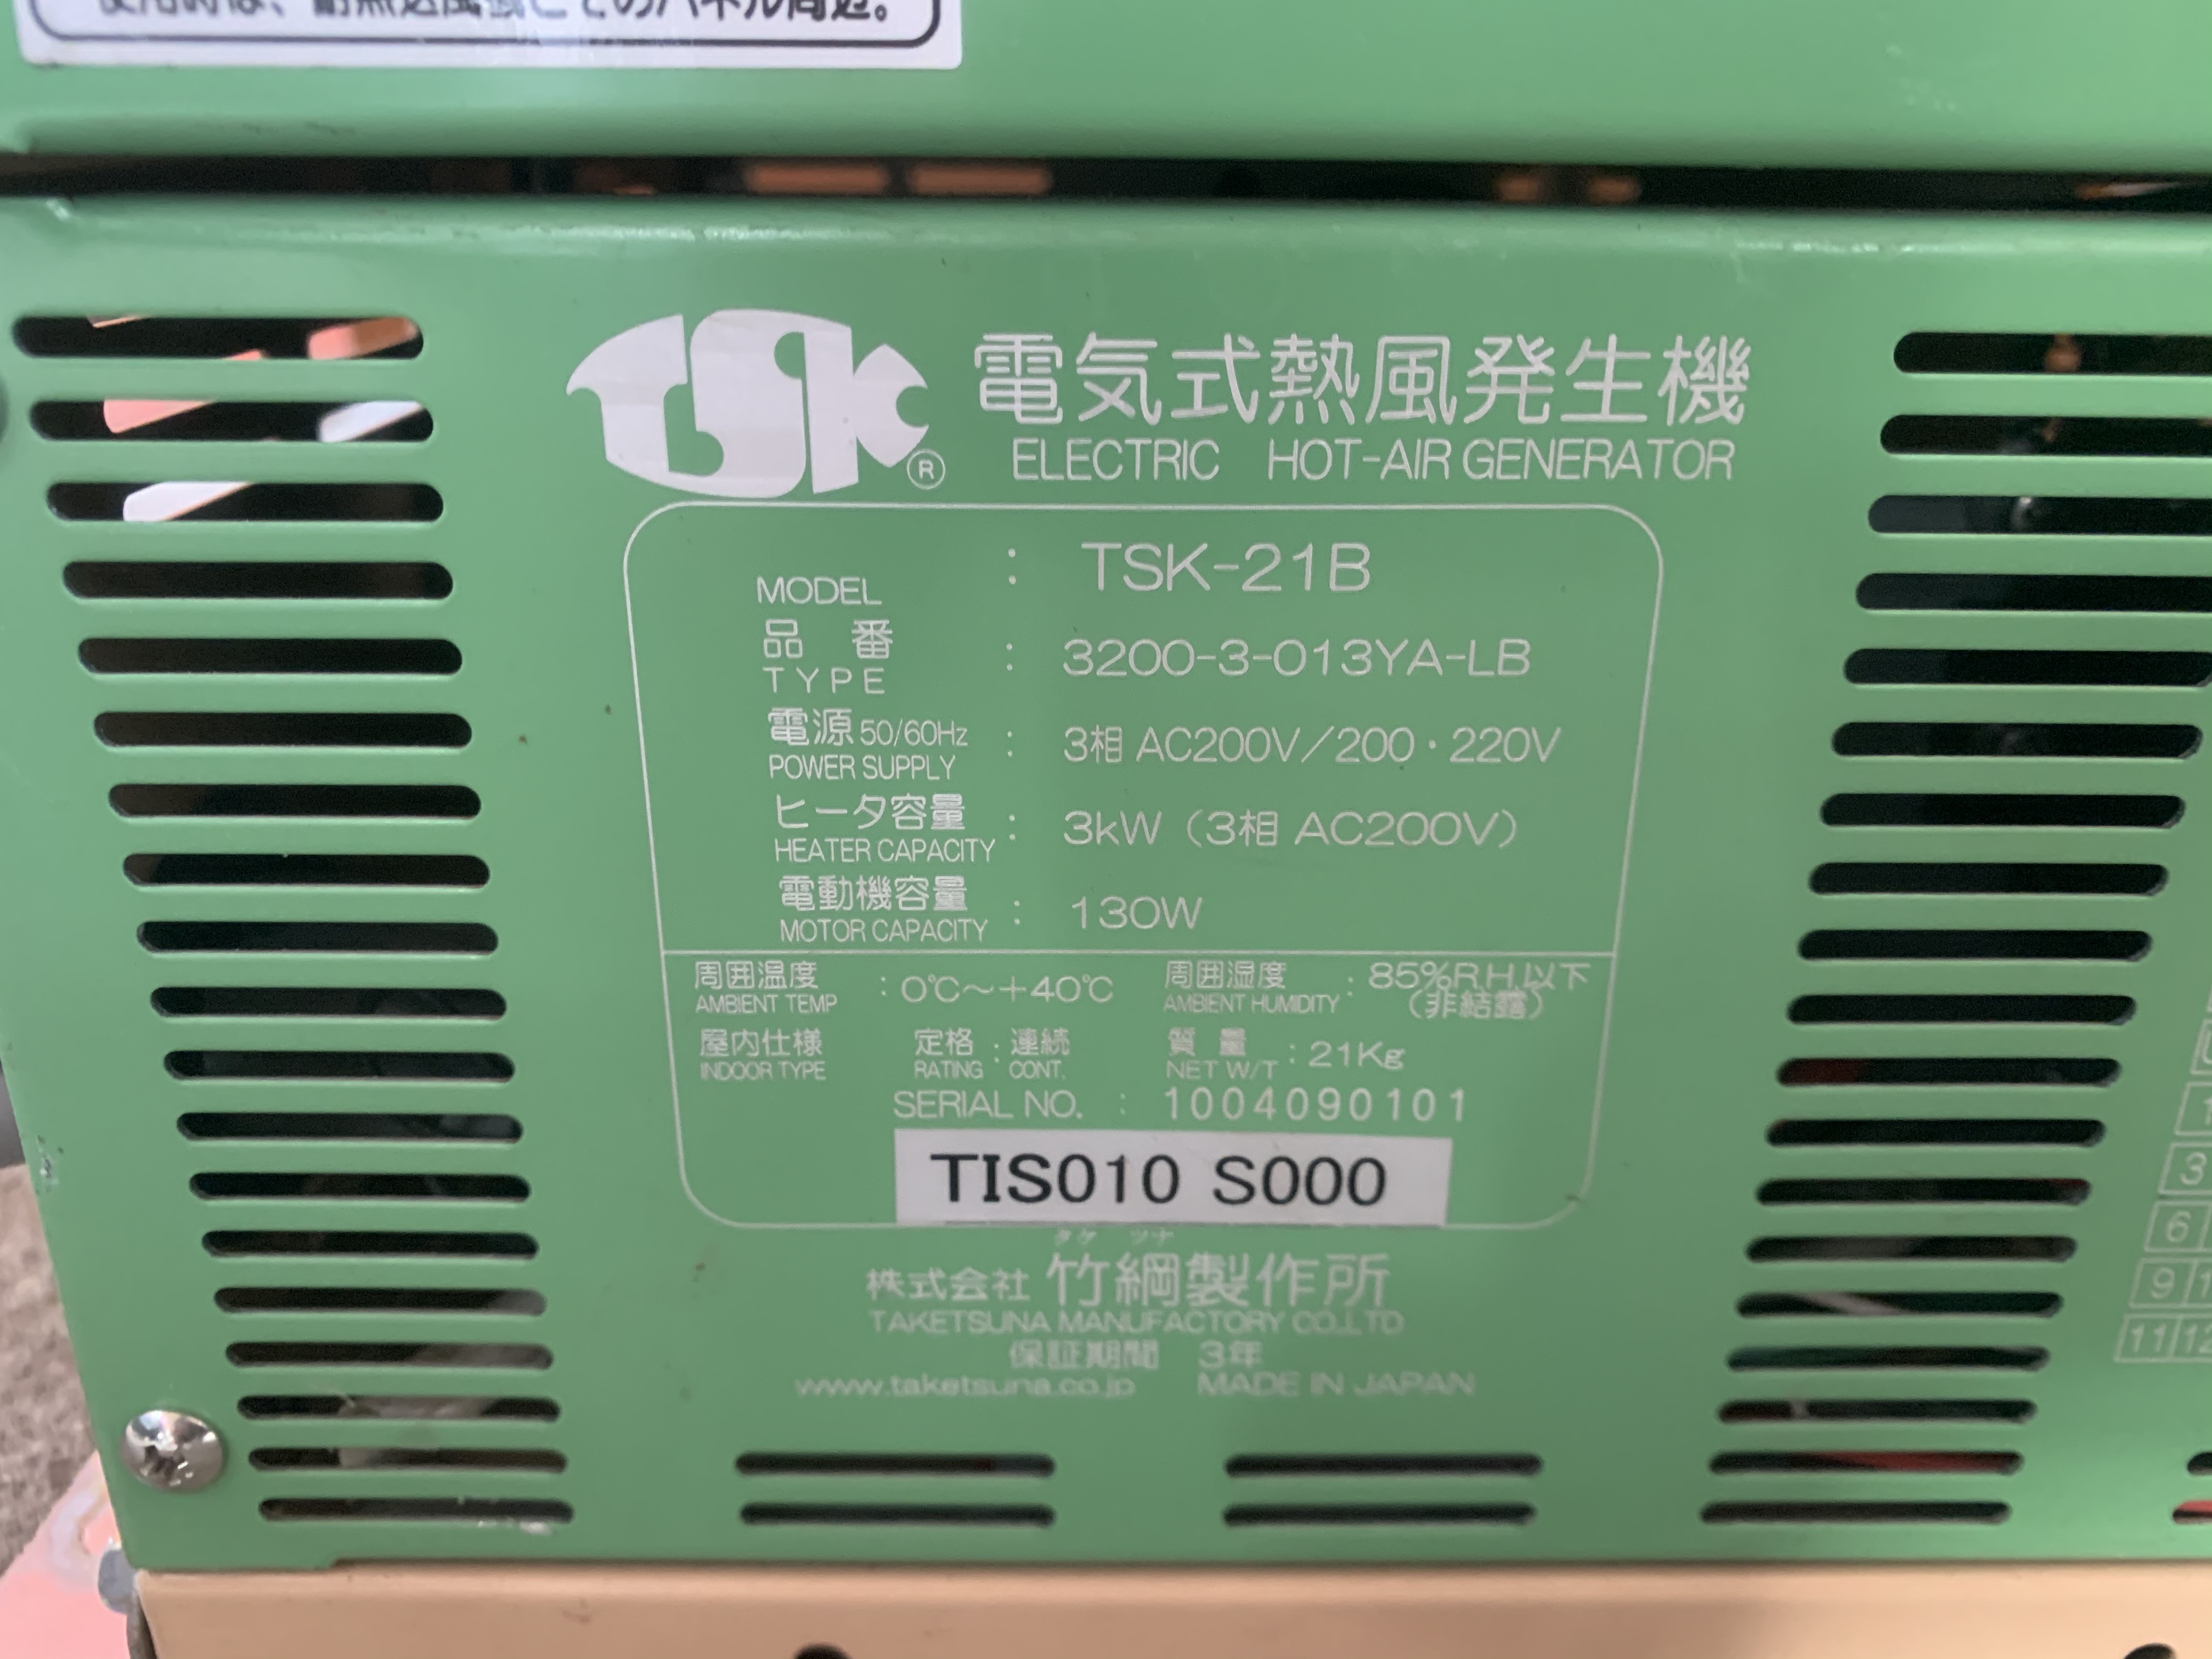 TSK®
電気式熱風発生機
ELECTRIC HOT-AIR GENERATOR
MODEL : TSK-21B
品 番
TYPE : 3200-3-013YA-LB
電源 50/60Hz
POWER SUPPLY : 3相 AC200V/200・220V
ヒータ容量
HEATER CAPACITY : 3kW (3相 AC200V)
電動機容量
MOTOR CAPACITY : 130W
周囲温度
AMBIENT TEMP : 0℃~+40℃
周囲湿度
AMBIENT HUMIDITY : 85%R.H.以下
(非結露)
屋内仕様
INDOOR TYPE
定格 : 連続
RATING CONT.
質 量
NET W/T : 21Kg
SERIAL NO. : 1004090101
TIS010 S000
タケ ツナ
株式会社 竹綱製作所
TAKETSUNA MANUFACTORY CO.LTD
保証期間 3年
www.taketsuna.co.jp MADE IN JAPAN
3
6
9
11 12